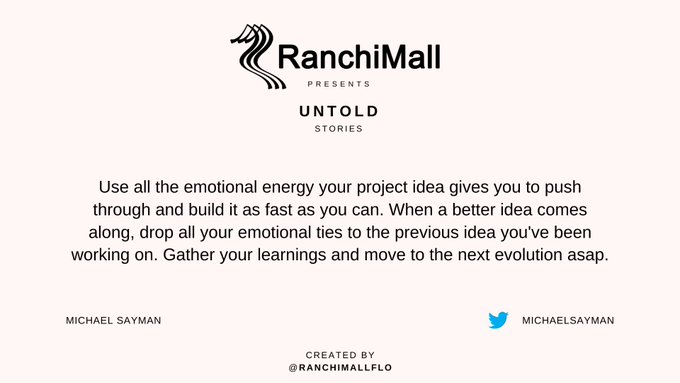 RanchiMall
PRESENTS
UNTOLD
STORIES
Use all the emotional energy your project idea gives you to push
through and build it as fast as you can. When a better idea comes
along, drop all your emotional ties to the previous idea you've been
working on. Gather your learnings and move to the next evolution asap.
MICHAEL SAYMAN
MICHAELSAYMAN
CREATED BY
@RANCHIMALLFLO